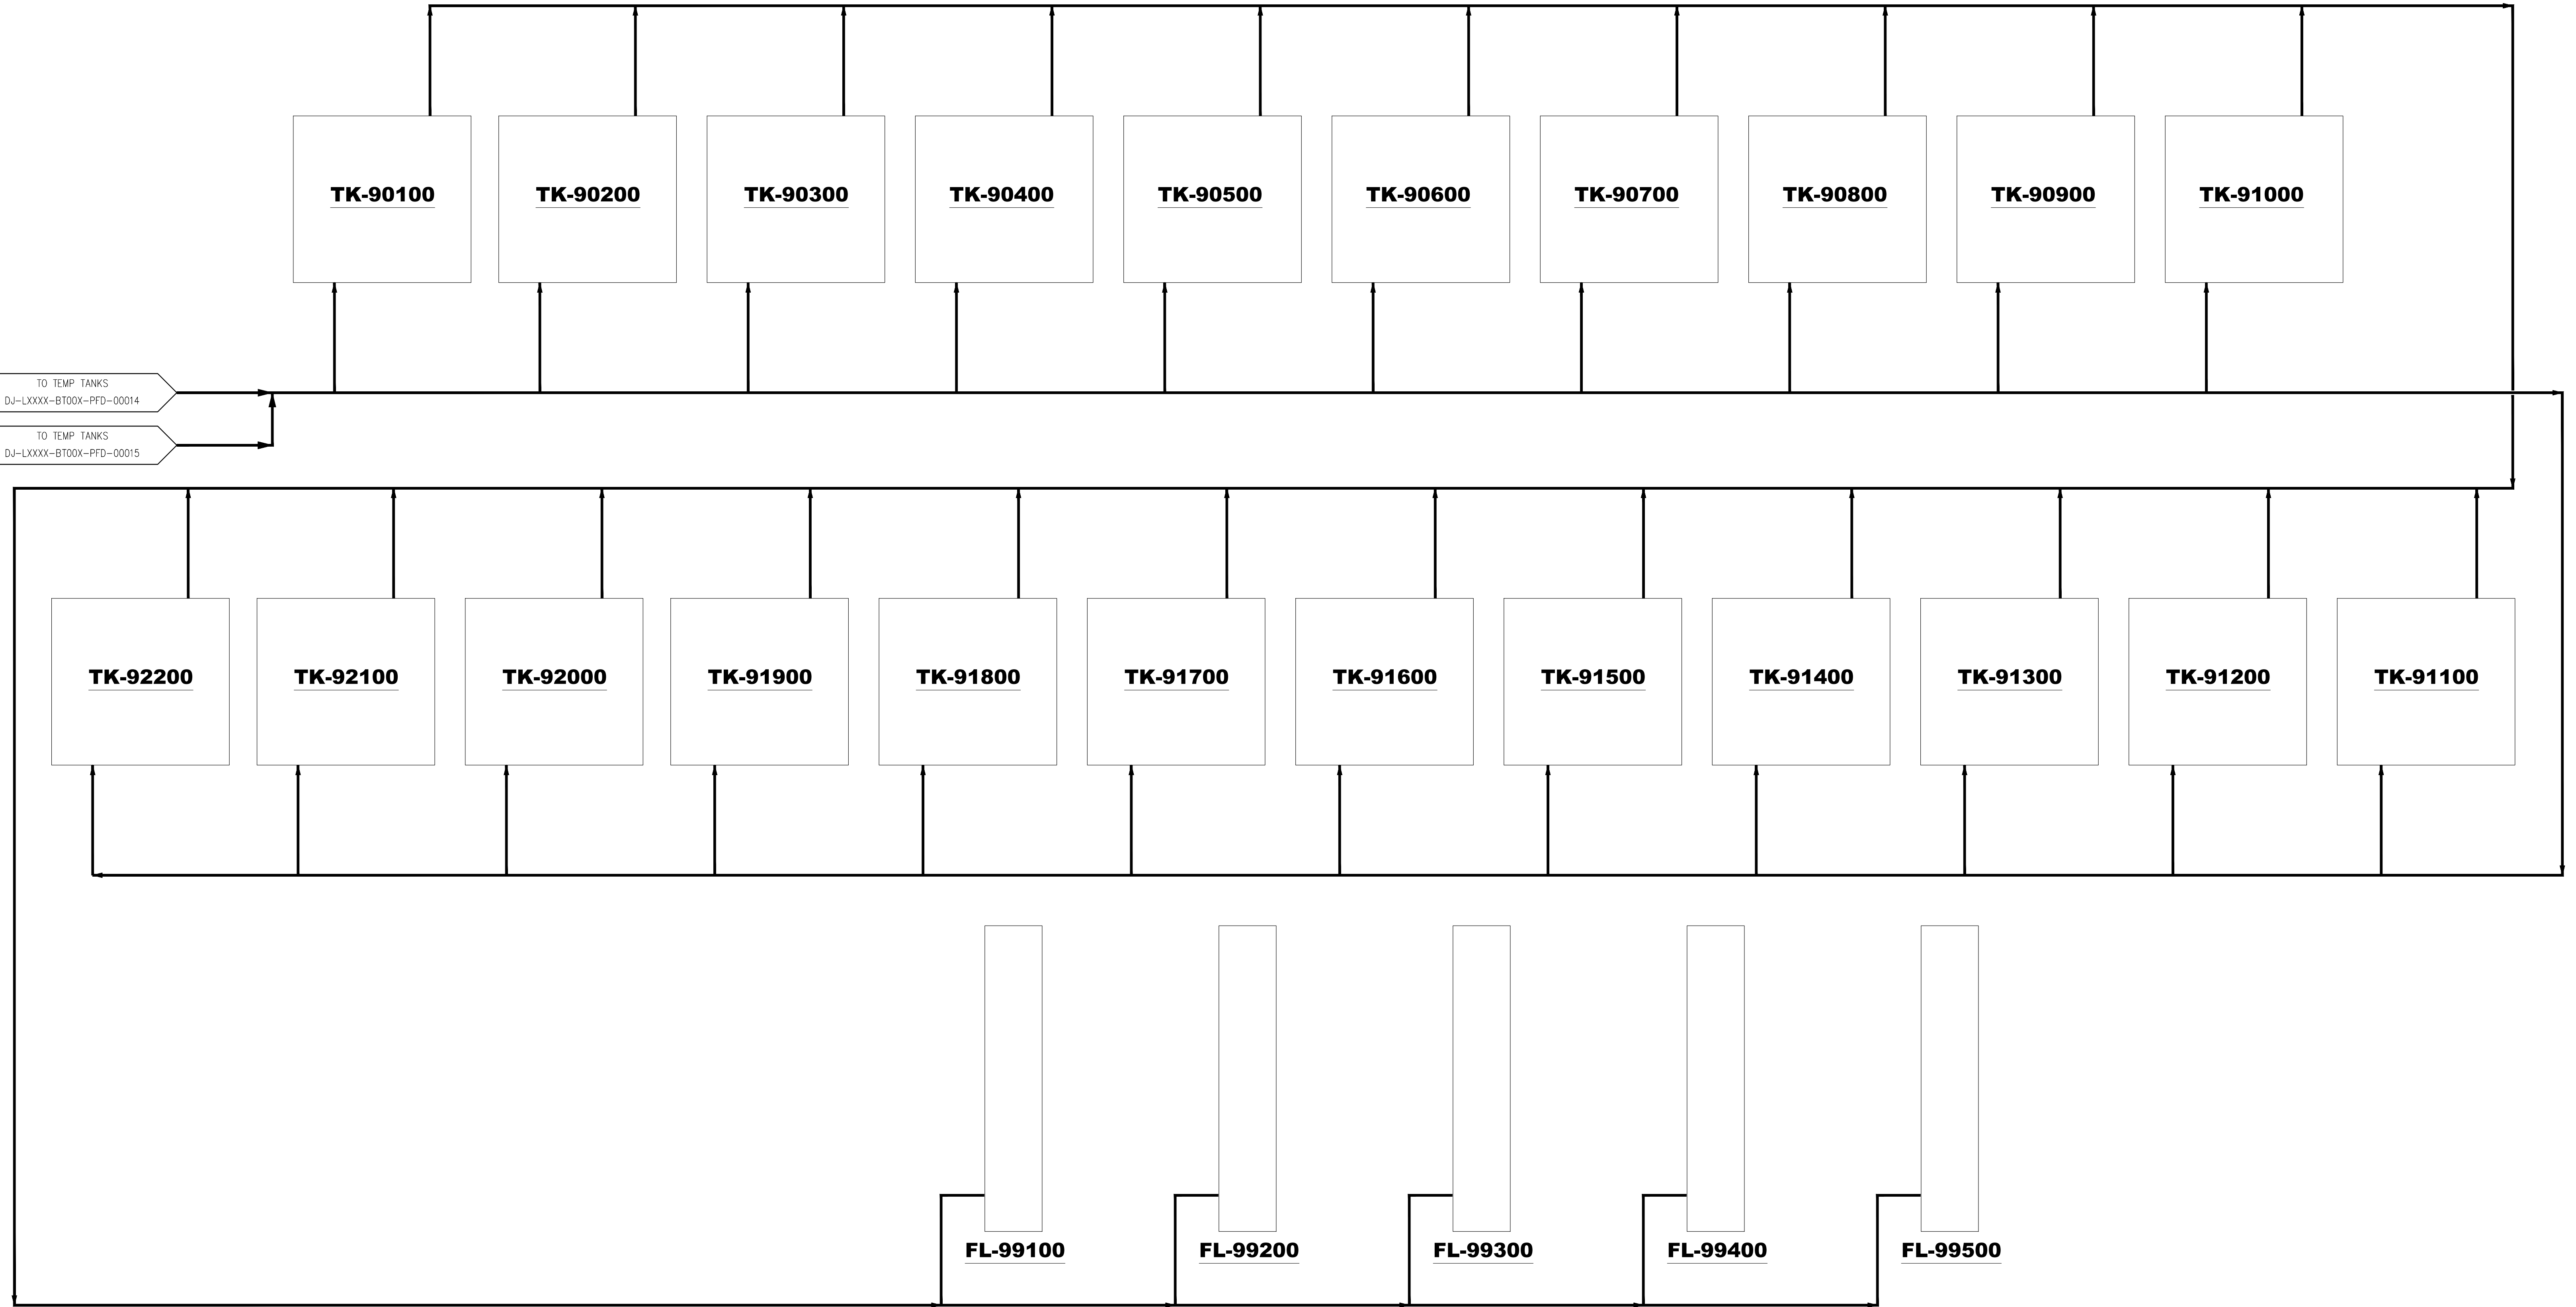 TK-90100
TK-90200
TK-90300
TK-90400
TK-90500
TK-90600
TK-90700
TK-90800
TK-90900
TK-91000
TO TEMP TANKS
DJ-LXXXX-BT00X-PFD-00014
TO TEMP TANKS
DJ-LXXXX-BT00X-PFD-00015
TK-92200
TK-92100
TK-92000
TK-91900
TK-91800
TK-91700
TK-91600
TK-91500
TK-91400
TK-91300
TK-91200
TK-91100
FL-99100
FL-99200
FL-99300
FL-99400
FL-99500